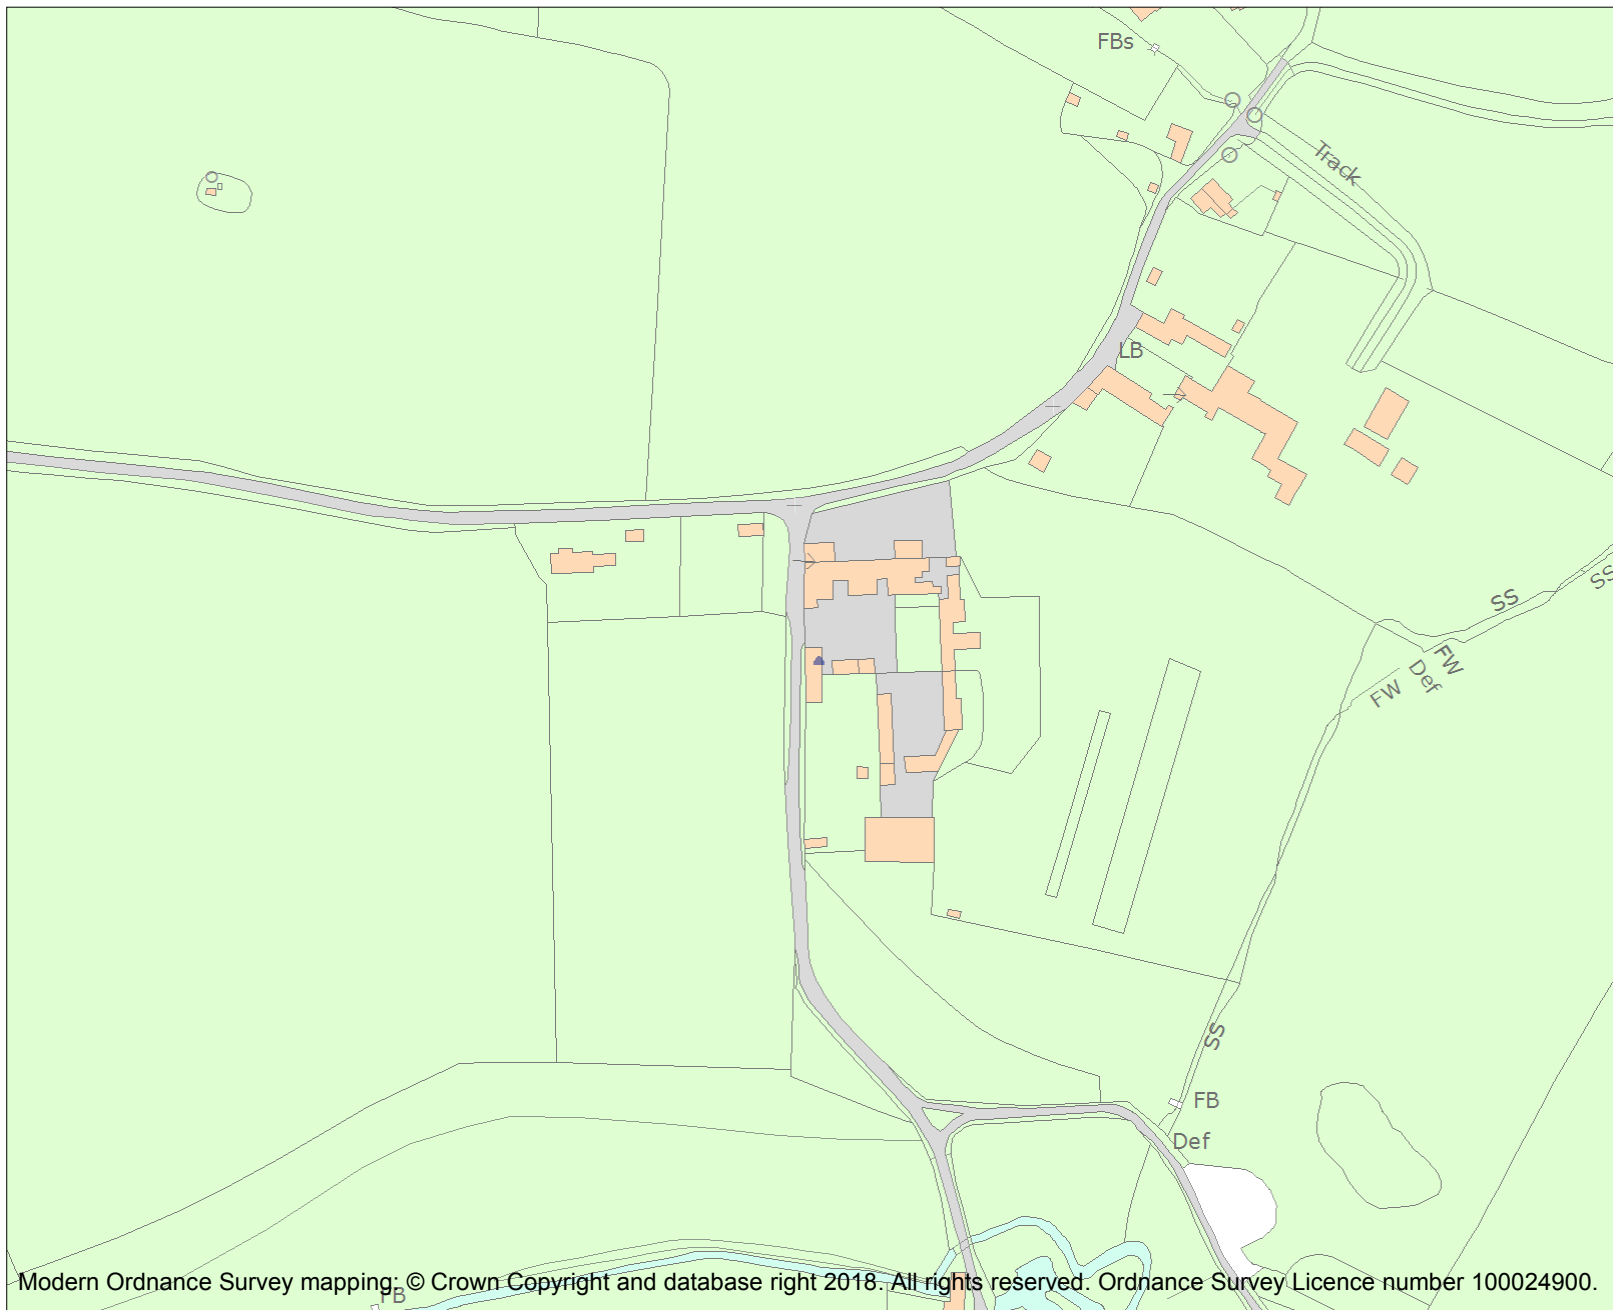 FBs
Track
LB
SS
SS
FW
Def
FW
SS
FB
Def
FB
Modern Ordnance Survey mapping: © Crown Copyright and database right 2018. All rights reserved. Ordnance Survey Licence number 100024900.